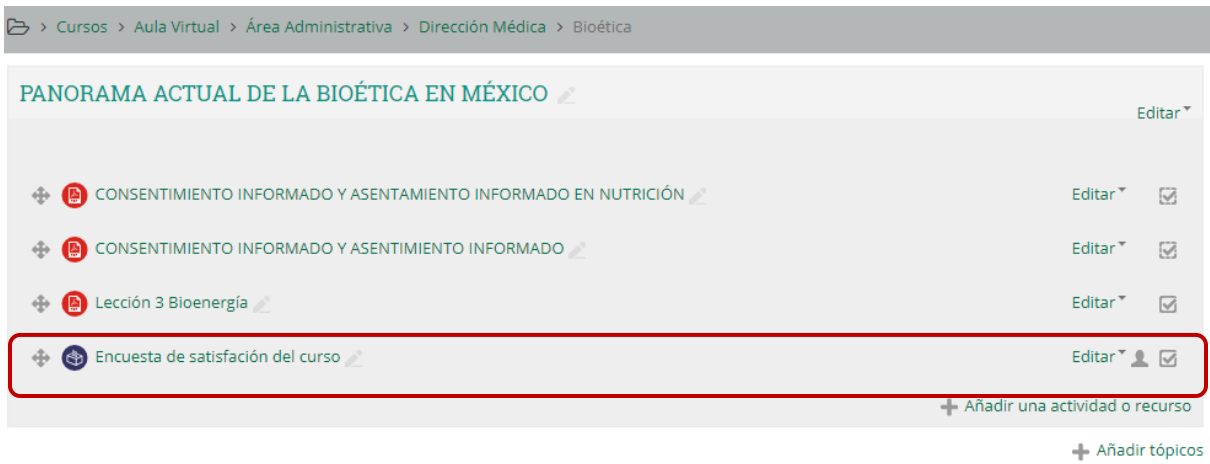 > Cursos > Aula Virtual > Área Administrativa > Dirección Médica > Bioética
PANORAMA ACTUAL DE LA BIOÉTICA EN MÉXICO
Editar
CONSENTIMIENTO INFORMADO Y ASENTAMIENTO INFORMADO EN NUTRICIÓN Editar
CONSENTIMIENTO INFORMADO Y ASENTIMIENTO INFORMADO Editar
Lección 3 Bioenergía Editar
Encuesta de satisfación del curso Editar
Añadir una actividad o recurso
Añadir tópicos